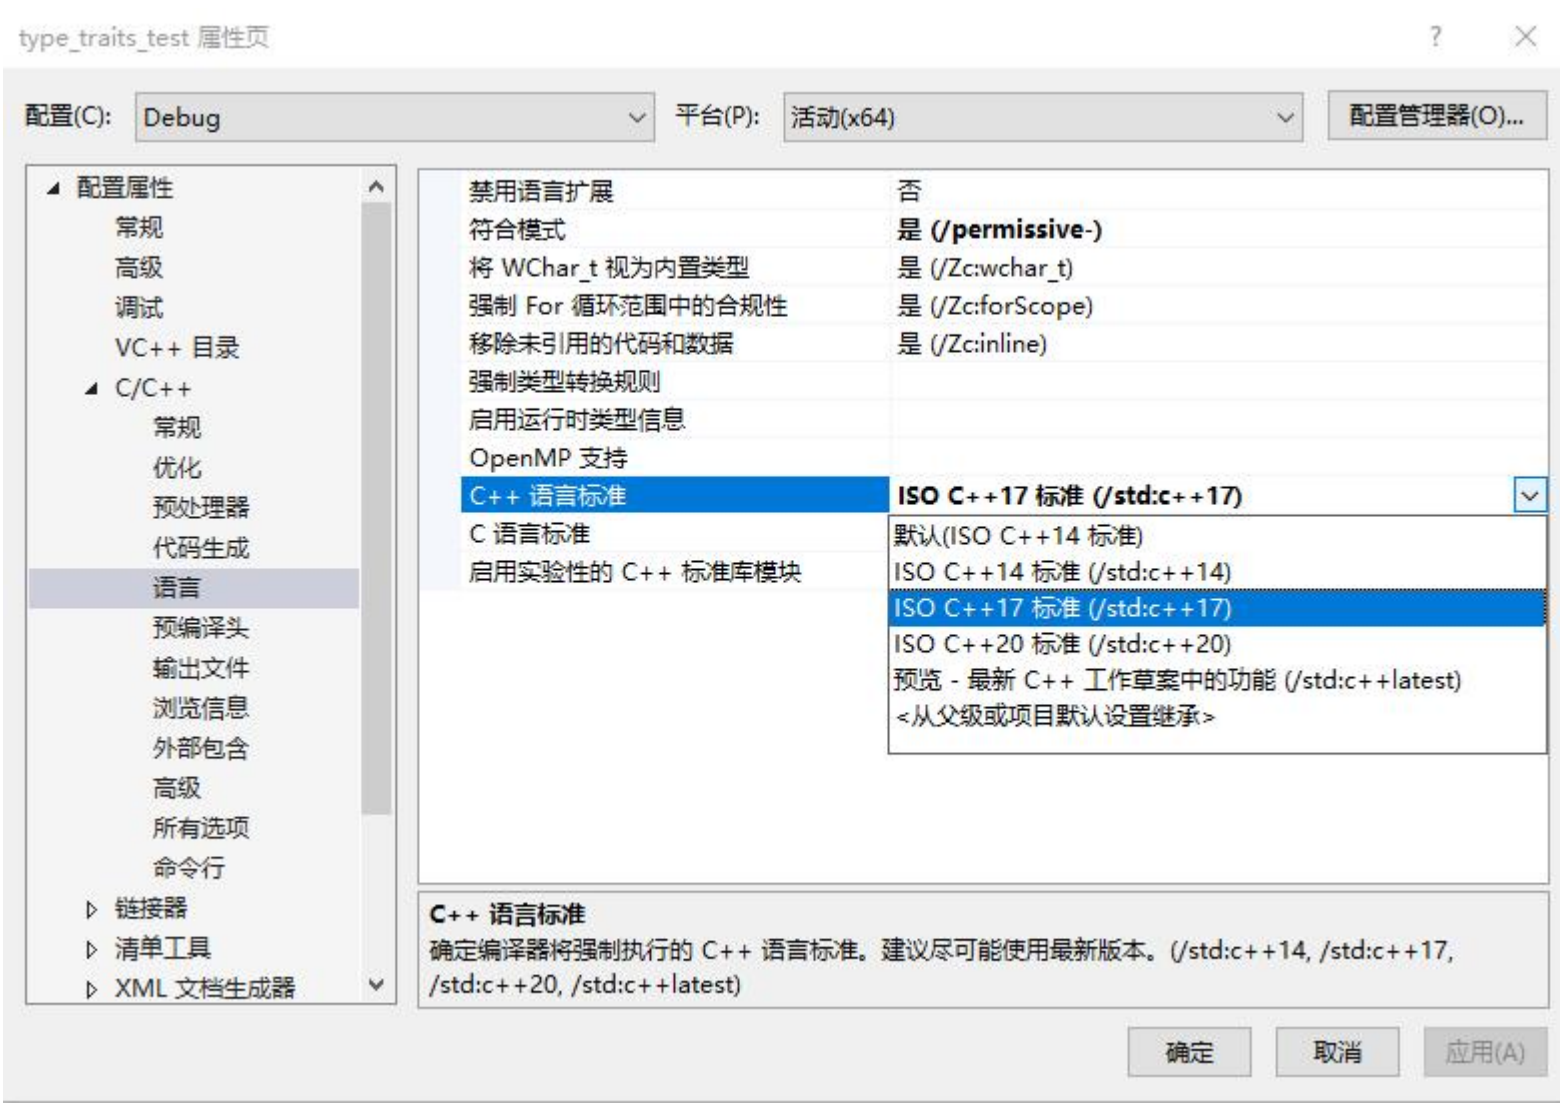 type_traits_test 属性页
配置(C): Debug 平台(P): 活动(x64) 配置管理器(O)...
配置属性
常规
高级
调试
VC++ 目录
C/C++
常规
优化
预处理器
代码生成
语言
预编译头
输出文件
浏览信息
外部包含
高级
所有选项
命令行
链接器
清单工具
XML 文档生成器
禁用语言扩展 否
符合模式 是 (/permissive-)
将 WChar_t 视为内置类型 是 (/Zc:wchar_t)
强制 For 循环范围中的合规性 是 (/Zc:forScope)
移除未引用的代码和数据 是 (/Zc:inline)
强制类型转换规则
启用运行时类型信息
OpenMP 支持
C++ 语言标准 ISO C++17 标准 (/std:c++17)
C 语言标准
启用实验性的 C++ 标准库模块
默认(ISO C++14 标准)
ISO C++14 标准 (/std:c++14)
ISO C++17 标准 (/std:c++17)
ISO C++20 标准 (/std:c++20)
预览 - 最新 C++ 工作草案中的功能 (/std:c++latest)
<从父级或项目默认设置继承>
C++ 语言标准
确定编译器将强制执行的 C++ 语言标准。建议尽可能使用最新版本。(/std:c++14, /std:c++17,
/std:c++20, /std:c++latest)
确定 取消 应用(A)